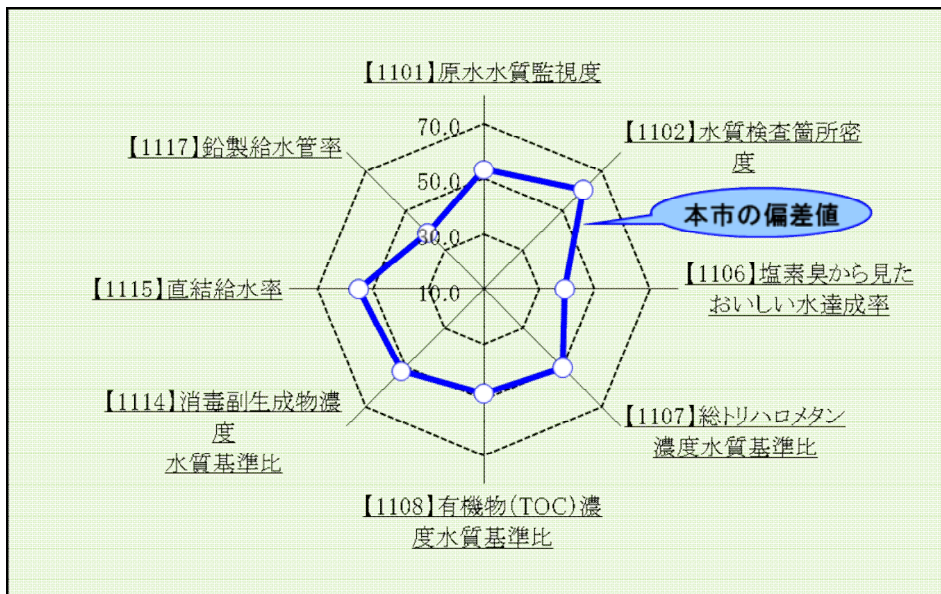 【1101】原水水質監視度
70.0
【1102】水質検査箇所密
度
【1117】鉛製給水管率
50.0
本市の偏差値
30.0
【1106】塩素臭から見た
おいしい水達成率
【1115】直結給水率
10.0
【1114】消毒副生成物濃
度
水質基準比
【1107】総トリハロメタン
濃度水質基準比
【1108】有機物(TOC)濃
度水質基準比